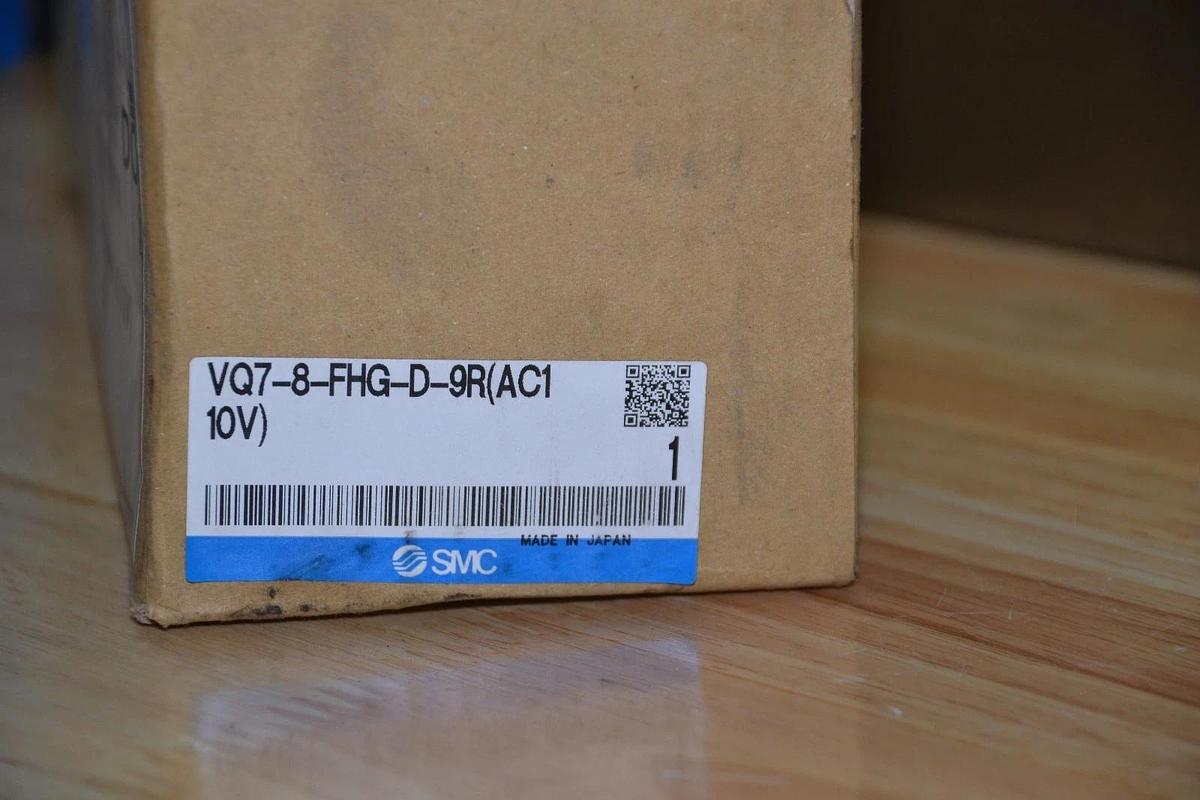 VQ7-8-FHG-D-9R(AC1
10V)
1
MADE IN JAPAN
SMC